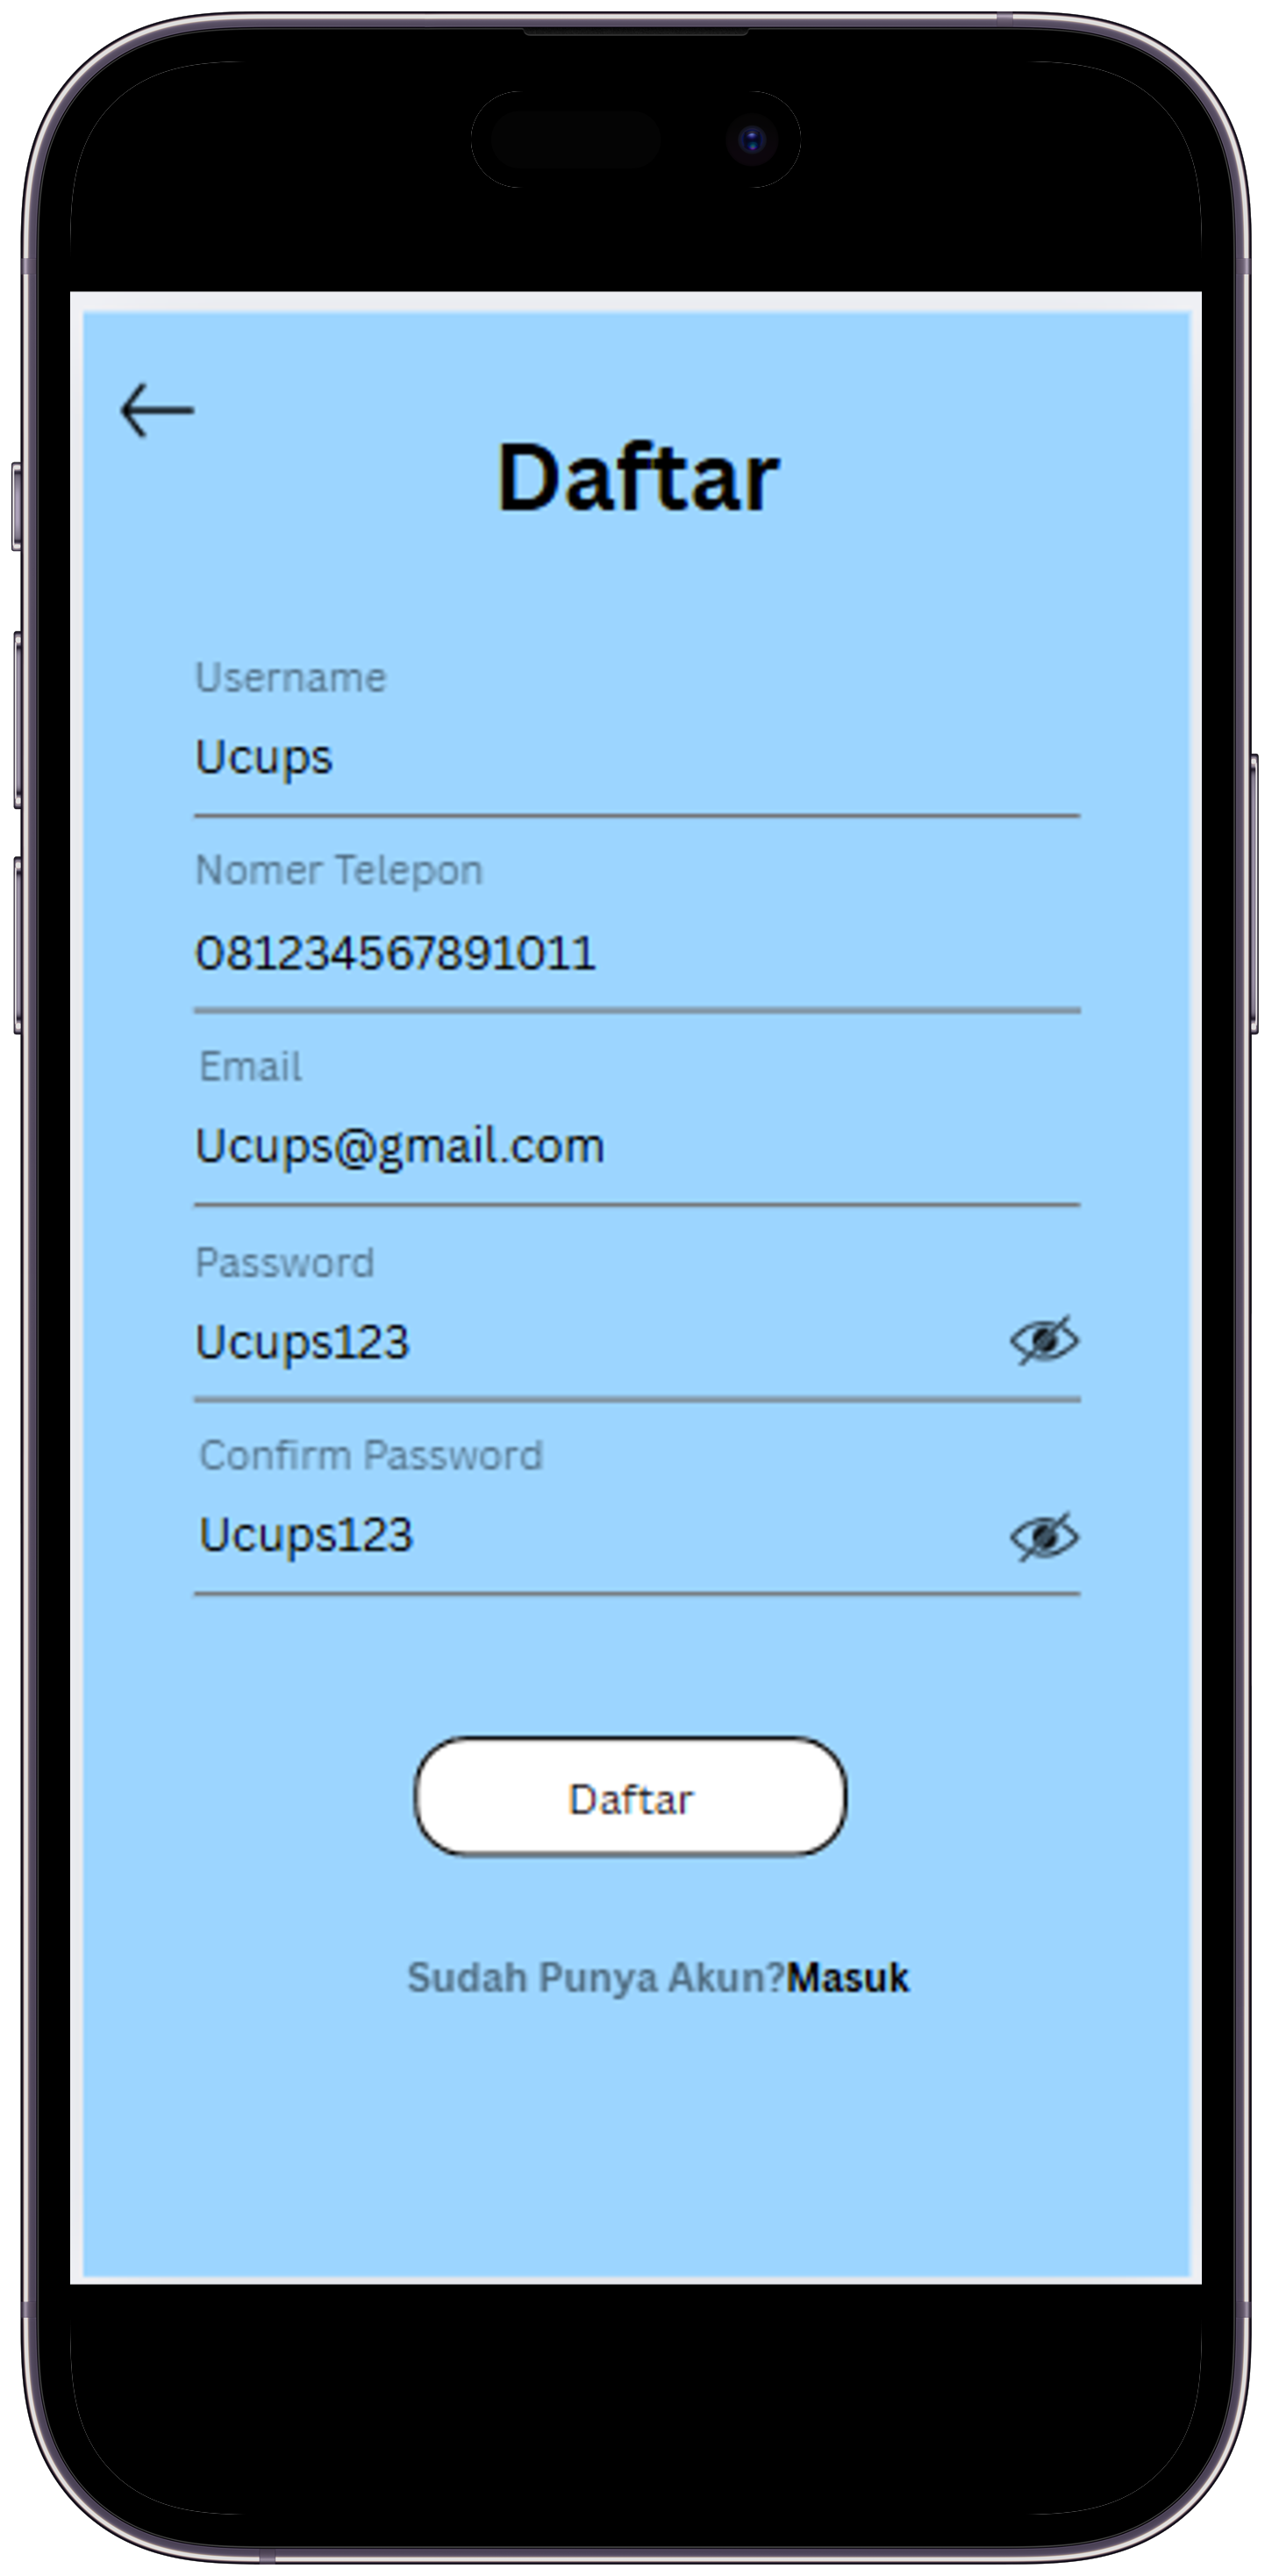 Daftar
Username
Ucups
Nomer Telepon
081234567891011
Email
Ucups@gmail.com
Password
Ucups123
Confirm Password
Ucups123
Daftar
Sudah Punya Akun?Masuk